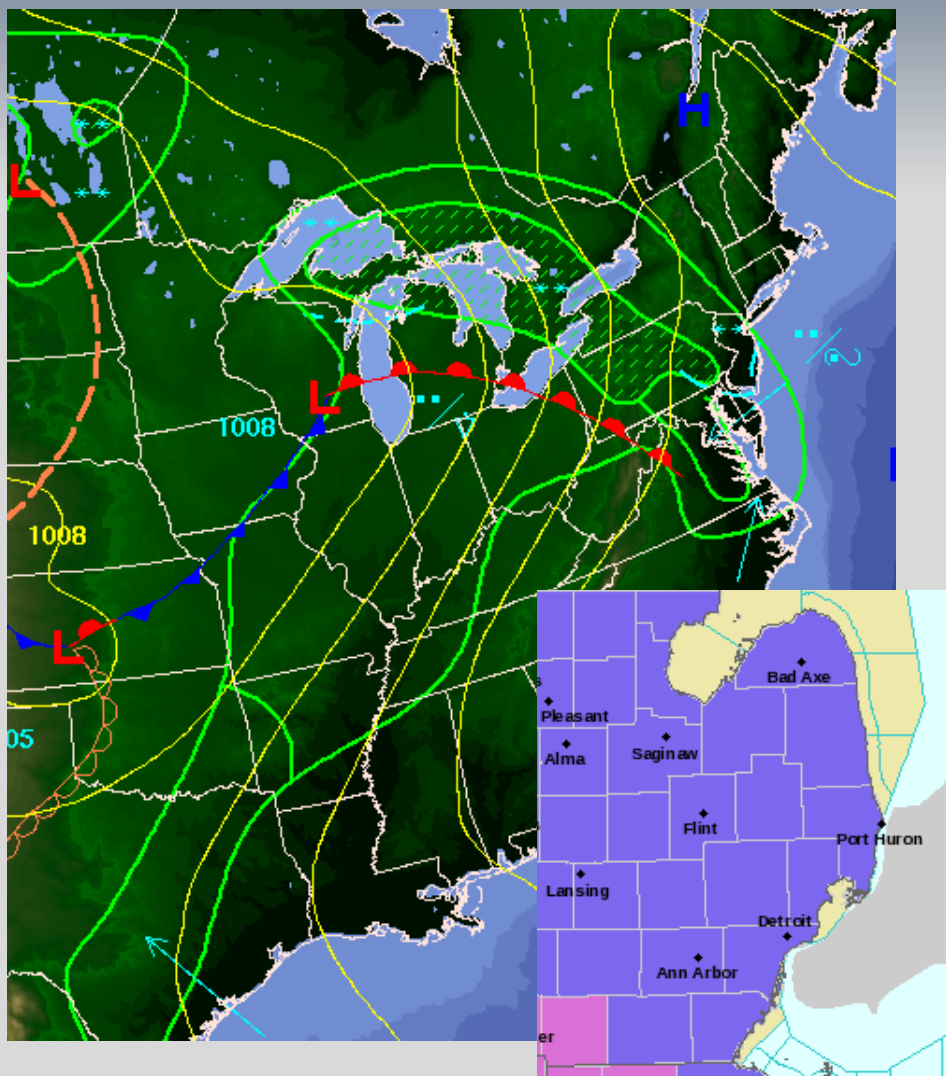 H
L
L
1008
1008
L
05
Bad Axe
s
Pleasant
Alma
Saginaw
Flint
Port Huron
Lansing
Detroit
Ann Arbor
er